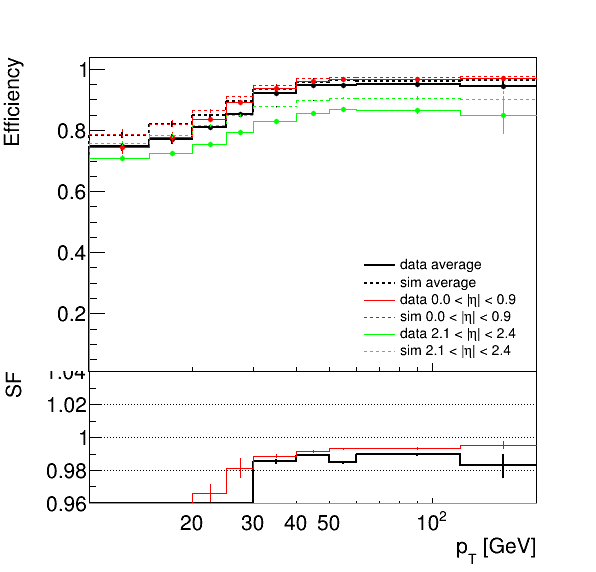 Efficiency
1
0.8
0.6
0.4
0.2
data average
sim average
data 0.0 < |η| < 0.9
sim 0.0 < |η| < 0.9
data 2.1 < |η| < 2.4
sim 2.1 < |η| < 2.4
SF
1.04
1.02
1
0.98
0.96
20 30 40 50 10²
p_T [GeV]